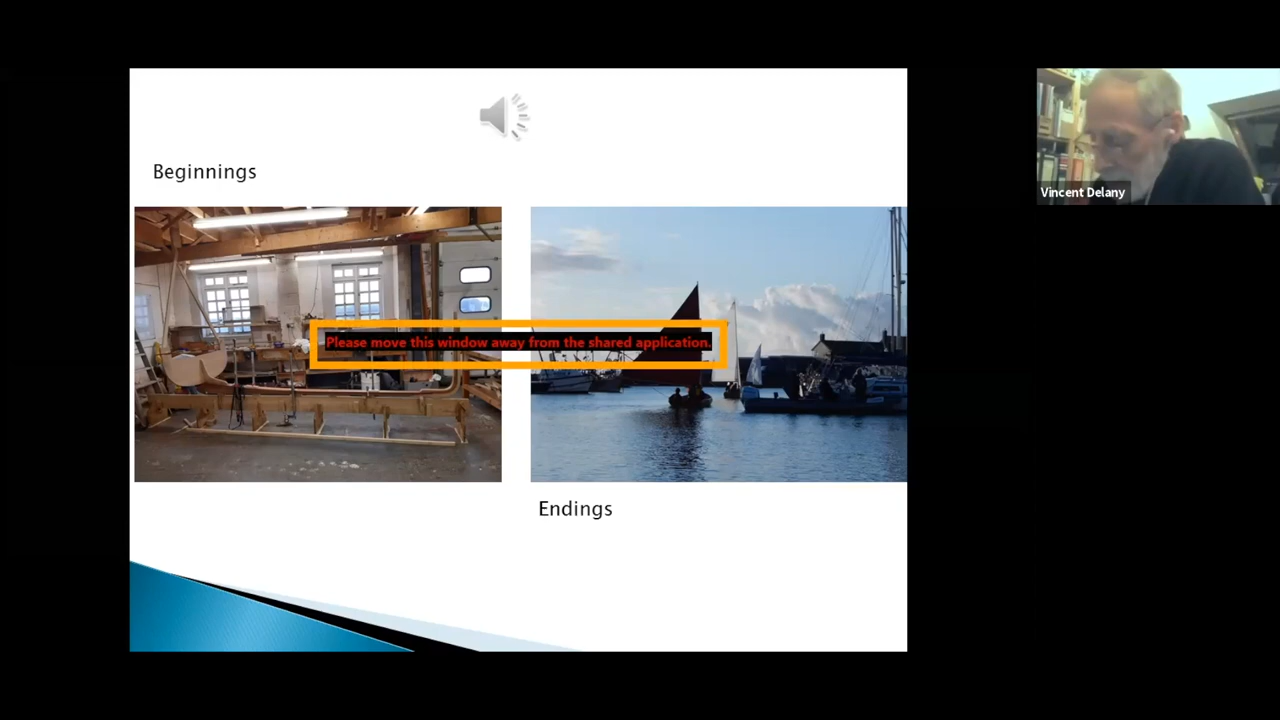 Beginnings
Vincent Delany
Please move this window away from the shared application.
Endings